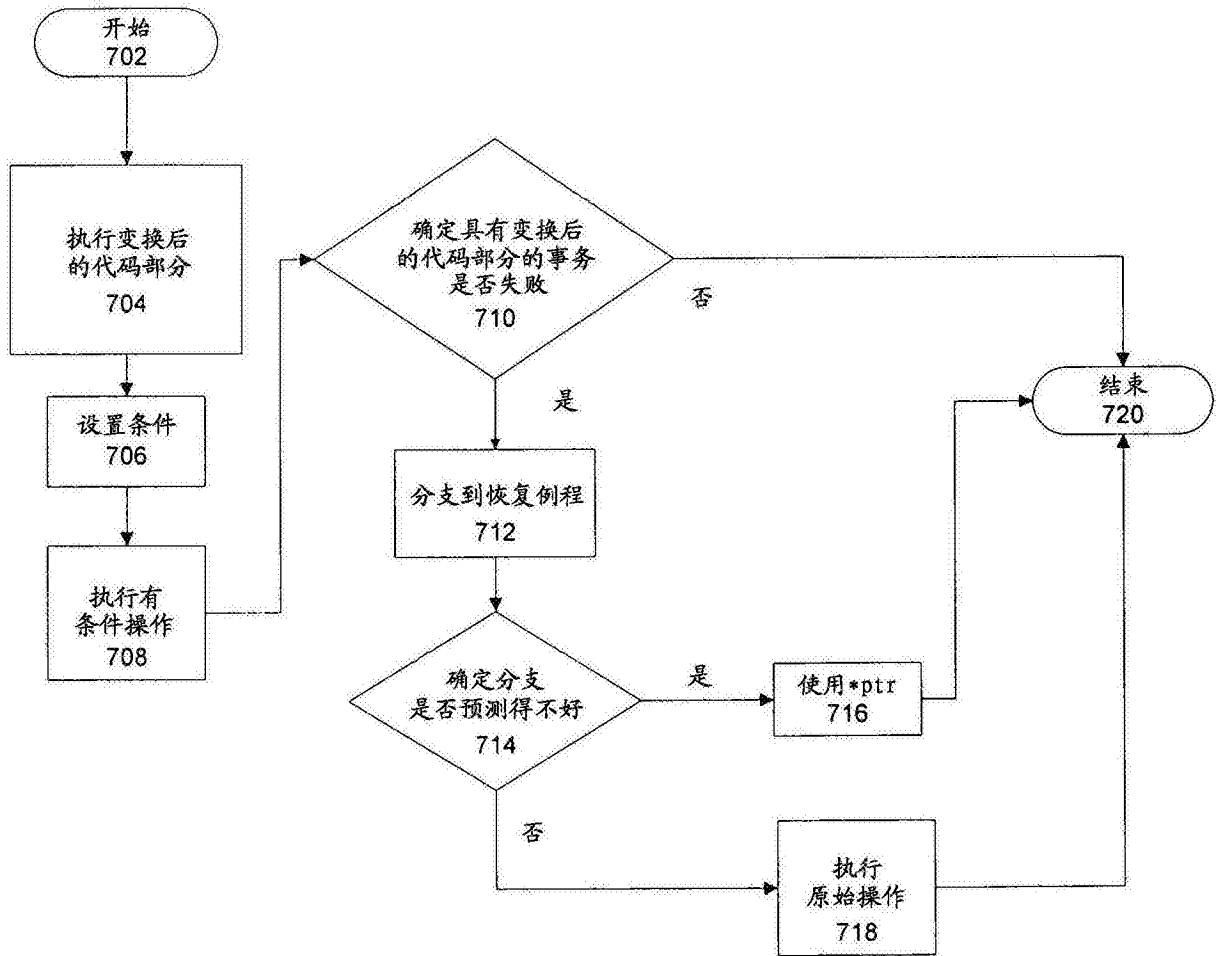 开始
702
执行变换后
的代码部分
704
设置条件
706
执行有
条件操作
708
确定具有变换后
的代码部分的事务
是否失败
710
否
是
分支到恢复例程
712
确定分支
是否预测得不好
714
是
使用*ptr
716
否
执行
原始操作
718
结束
720